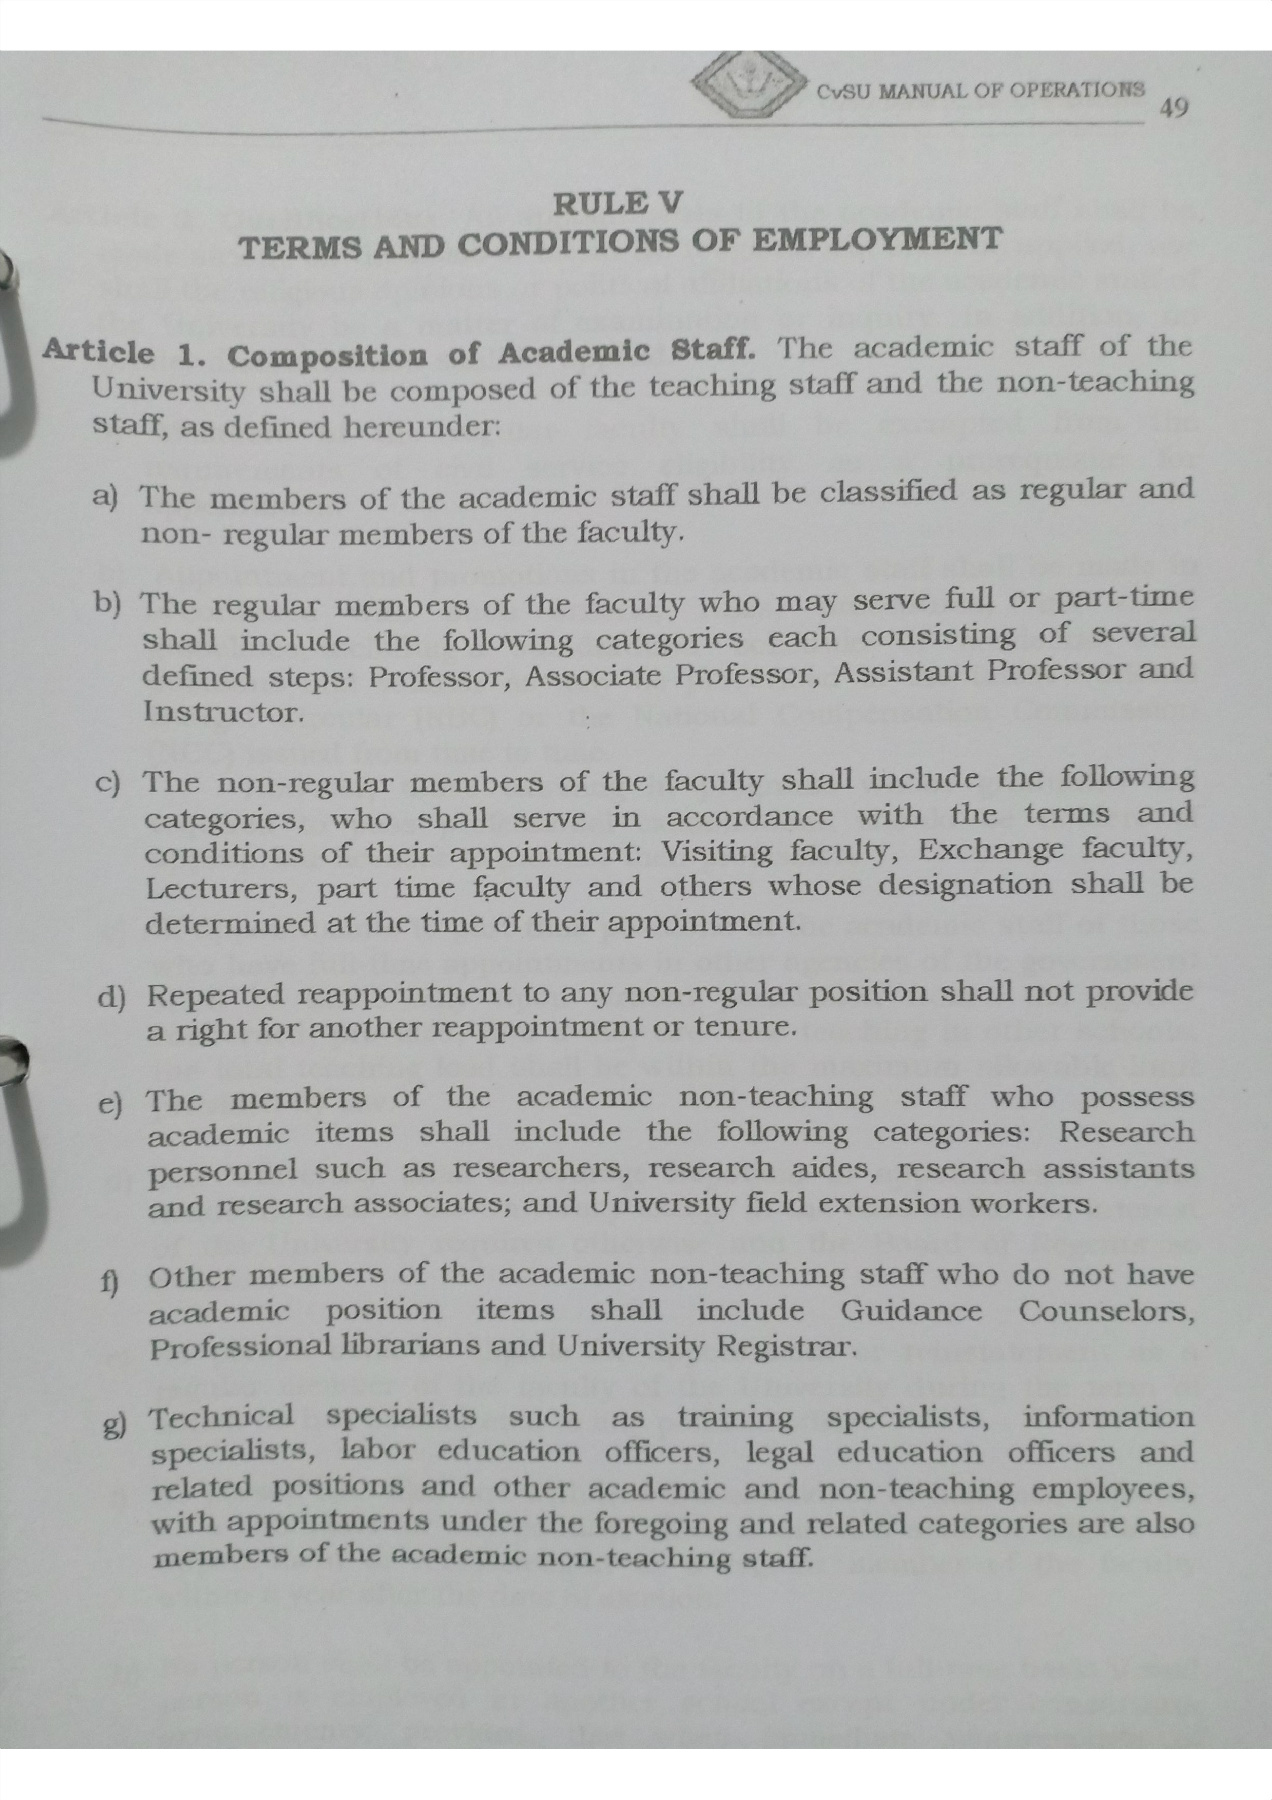 CvSU MANUAL OF OPERATIONS
49
RULE V
TERMS AND CONDITIONS OF EMPLOYMENT
Article 1. Composition of Academic Staff. The academic staff of the
University shall be composed of the teaching staff and the non-teaching
staff, as defined hereunder:
a) The members of the academic staff shall be classified as regular and
non- regular members of the faculty.
b) The regular members of the faculty who may serve full or part-time
shall include the following categories each consisting of several
defined steps: Professor, Associate Professor, Assistant Professor and
Instructor.
c) The non-regular members of the faculty shall include the following
categories, who shall serve in accordance with the terms and
conditions of their appointment: Visiting faculty, Exchange faculty,
Lecturers, part time faculty and others whose designation shall be
determined at the time of their appointment.
d) Repeated reappointment to any non-regular position shall not provide
a right for another reappointment or tenure.
e) The members of the academic non-teaching staff who possess
academic items shall include the following categories: Research
personnel such as researchers, research aides, research assistants
and research associates; and University field extension workers.
f) Other members of the academic non-teaching staff who do not have
academic position items shall include Guidance Counselors,
Professional librarians and University Registrar.
g) Technical specialists such as training specialists, information
specialists, labor education officers, legal education officers and
related positions and other academic and non-teaching employees,
with appointments under the foregoing and related categories are also
members of the academic non-teaching staff.